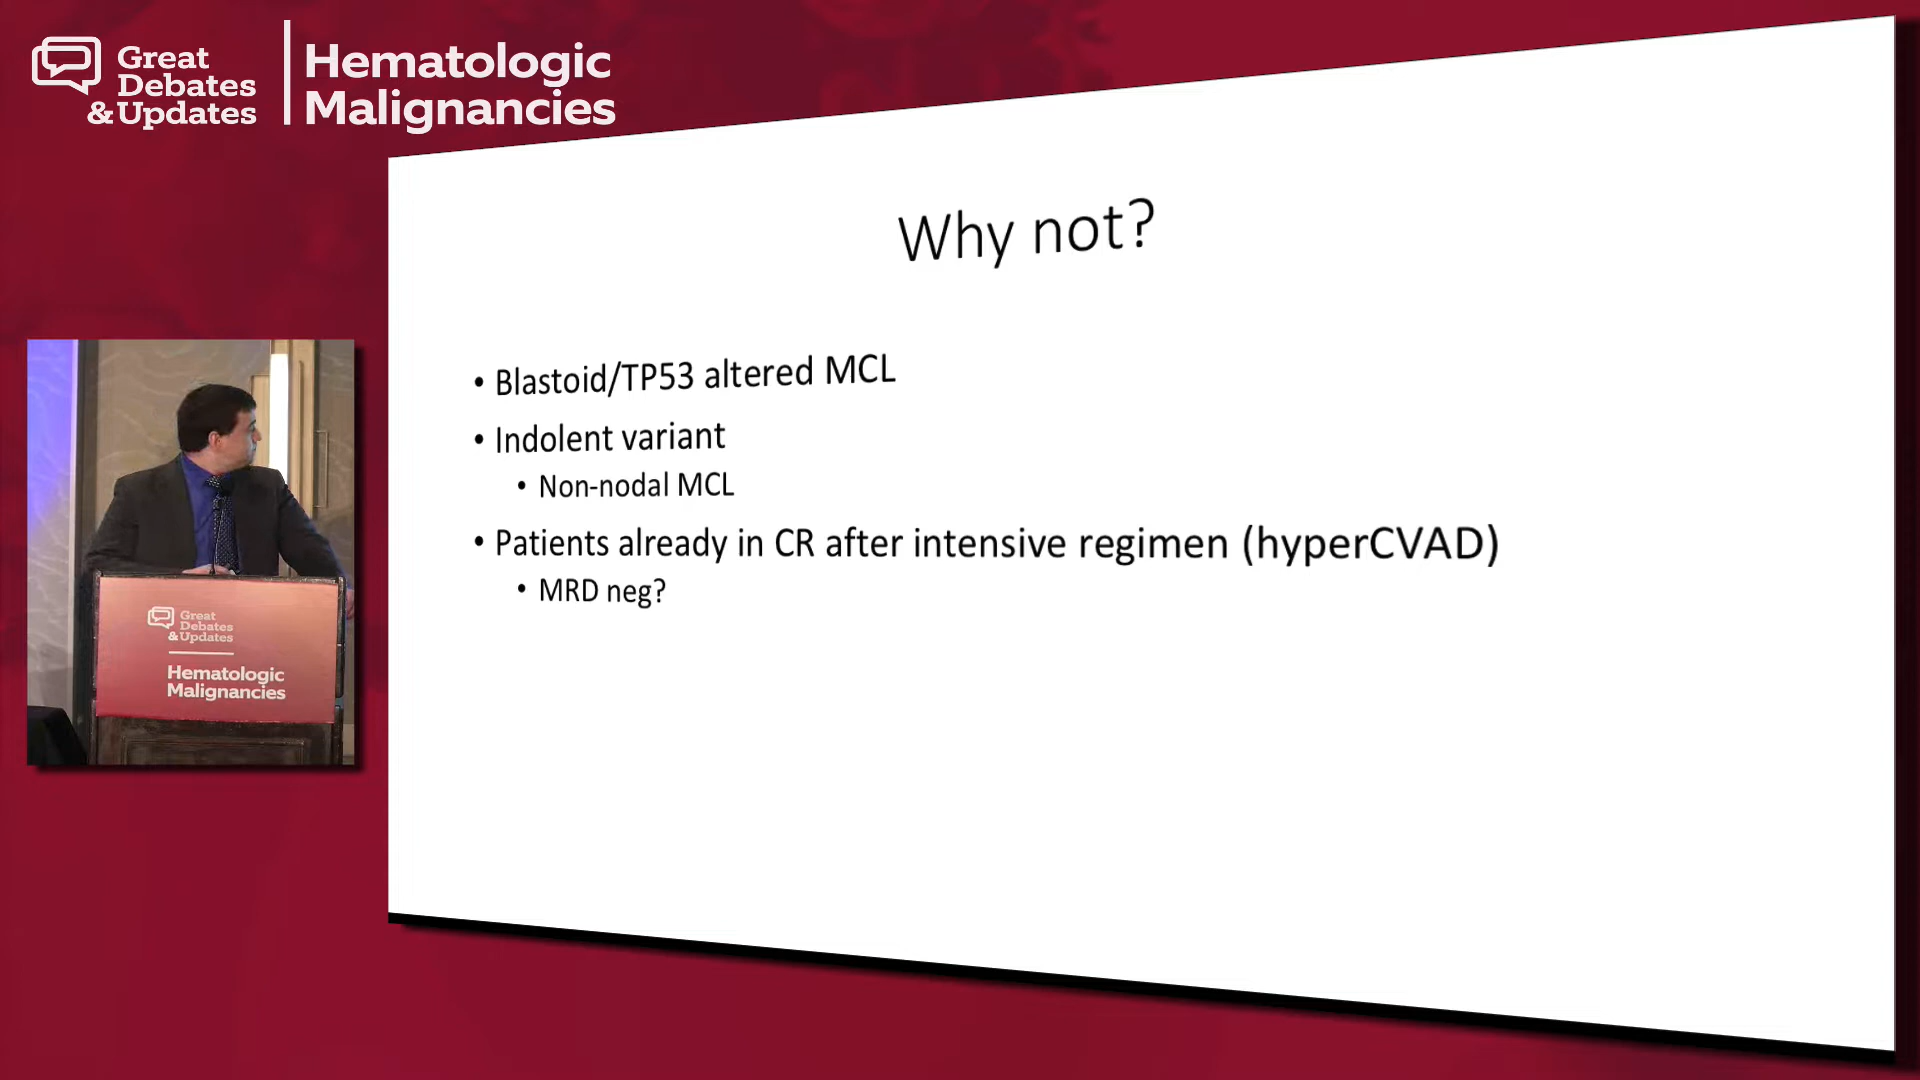 Great
Debates
& Updates
Hematologic
Malignancies
Why not?
• Blastoid/TP53 altered MCL
• Indolent variant
• Non-nodal MCL
• Patients already in CR after intensive regimen (hyperCVAD)
• MRD neg?
Great
Debates
& Updates
Hematologic
Malignancies